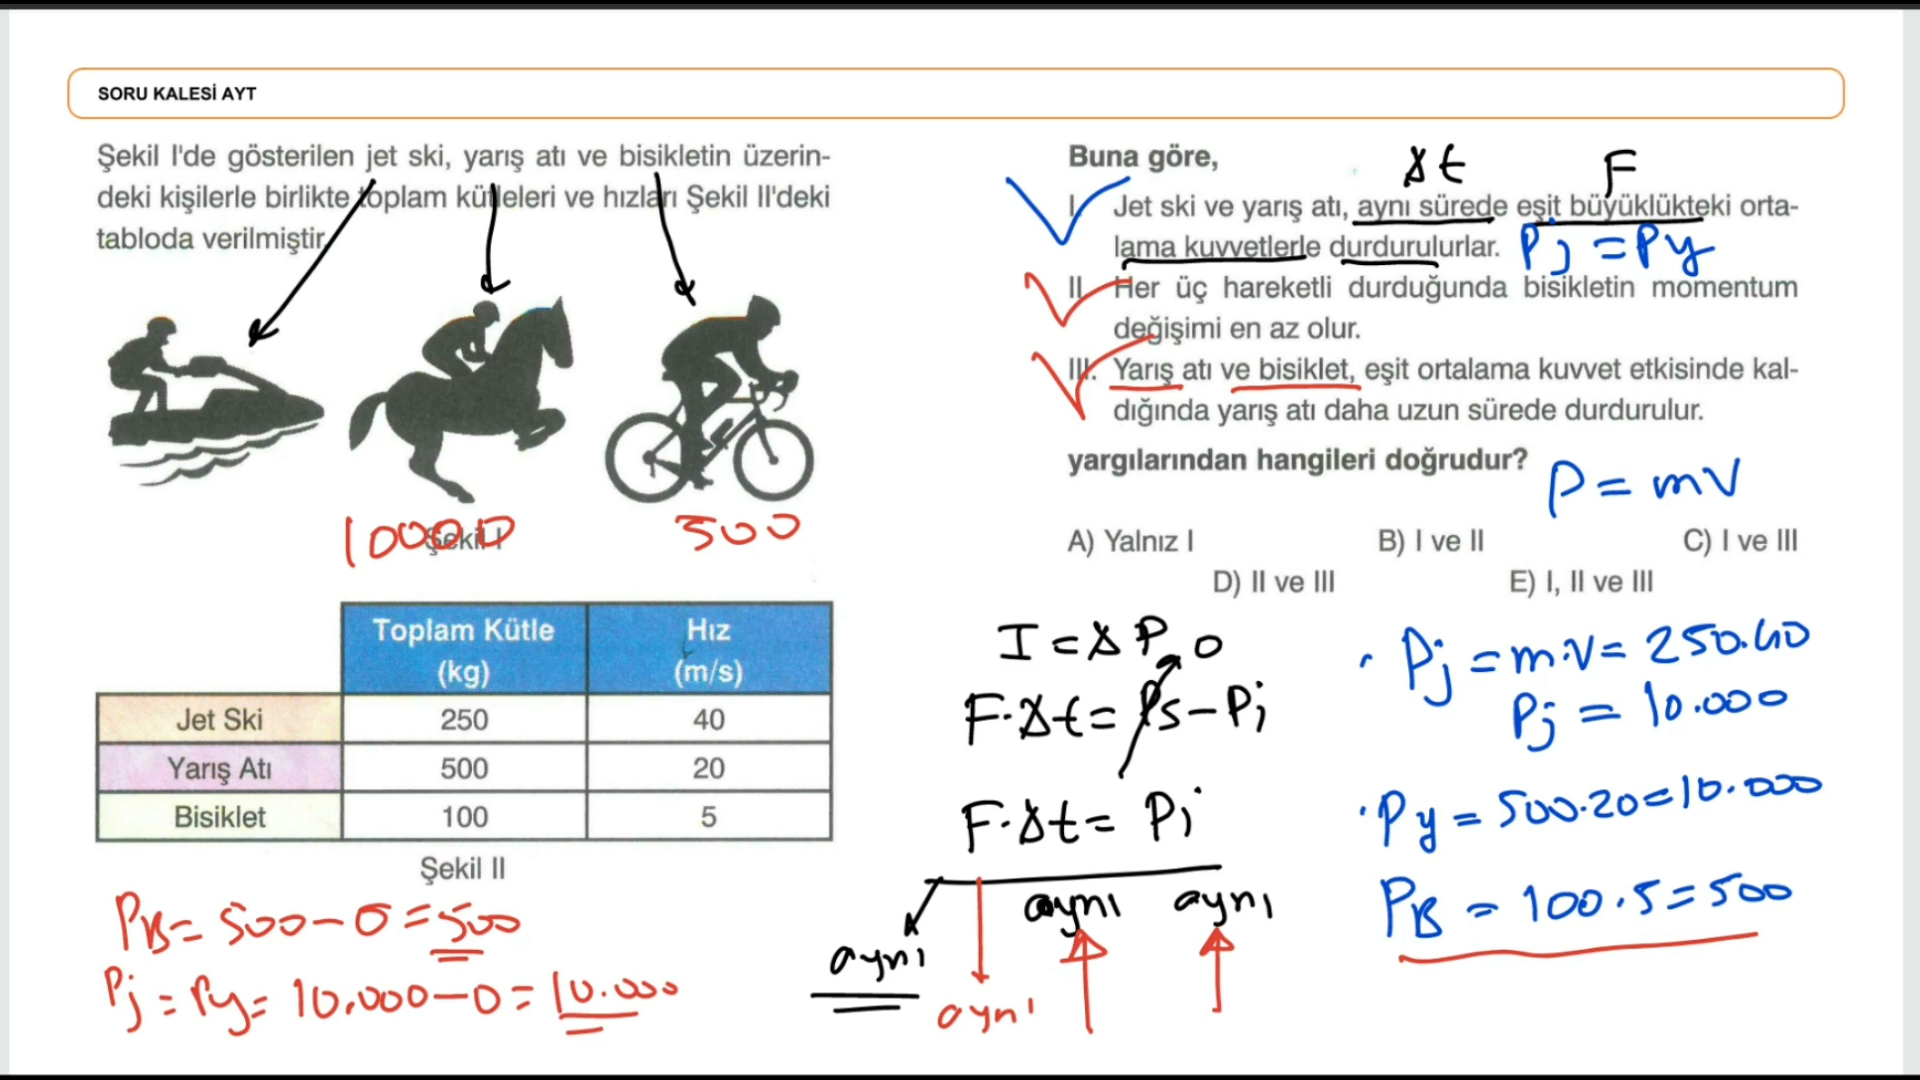 SORU KALESİ AYT
Şekil I'de gösterilen jet ski, yarış atı ve bisikletin üzerin-
deki kişilerle birlikte toplam kütleleri ve hızları Şekil II'deki
tabloda verilmiştir.
10000
Şekil I
500
Toplam Kütle (kg)
Hız (m/s)
Jet Ski 250 40
Yarış Atı 500 20
Bisiklet 100 5
Şekil II
PB = 500 - 0 = 500
Pj = Py = 10.000 - 0 = 10.000
Buna göre,
Δt F
I. Jet ski ve yarış atı, aynı sürede eşit büyüklükteki orta-
lama kuvvetlerle durdurulurlar. Pj = Py
II. Her üç hareketli durduğunda bisikletin momentum
değişimi en az olur.
III. Yarış atı ve bisiklet, eşit ortalama kuvvet etkisinde kal-
dığında yarış atı daha uzun sürede durdurulur.
yargılarından hangileri doğrudur?
P = mV
A) Yalnız I B) I ve II C) I ve III
D) II ve III E) I, II ve III
I = ΔP 0
F·Δt = Ps - Pi
F·Δt = Pi
aynı aynı aynı
aynı
Pj = m.V = 250.40
Pj = 10.000
Py = 500.20 = 10.000
PB = 100.5 = 500